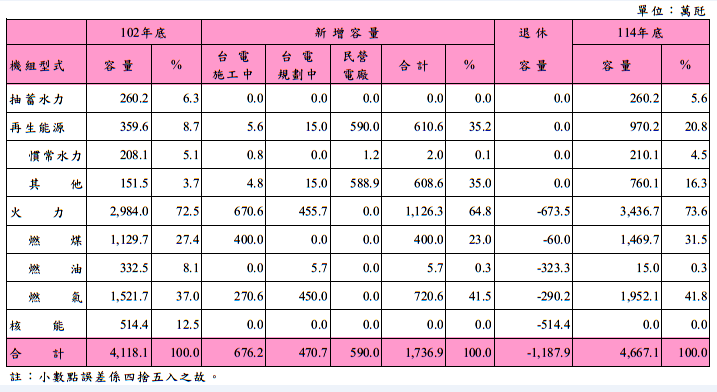 單位：萬瓩
機組型式 102年底 新增容量 退休容量 114年底
容量 % 台電施工中 台電規劃中 民營電廠 合計 % 容量 %
抽蓄水力 260.2 6.3 0.0 0.0 0.0 0.0 0.0 0.0 260.2 5.6
再生能源 359.6 8.7 5.6 15.0 590.0 610.6 35.2 0.0 970.2 20.8
慣常水力 208.1 5.1 0.8 0.0 1.2 2.0 0.1 0.0 210.1 4.5
其他 151.5 3.7 4.8 15.0 588.9 608.6 35.0 0.0 760.1 16.3
火力 2,984.0 72.5 670.6 455.7 0.0 1,126.3 64.8 -673.5 3,436.7 73.6
燃煤 1,129.7 27.4 400.0 0.0 0.0 400.0 23.0 -60.0 1,469.7 31.5
燃油 332.5 8.1 0.0 5.7 0.0 5.7 0.3 -323.3 15.0 0.3
燃氣 1,521.7 37.0 270.6 450.0 0.0 720.6 41.5 -290.2 1,952.1 41.8
核能 514.4 12.5 0.0 0.0 0.0 0.0 0.0 -514.4 0.0 0.0
合計 4,118.1 100.0 676.2 470.7 590.0 1,736.9 100.0 -1,187.9 4,667.1 100.0
註：小數點誤差係四捨五入之故。